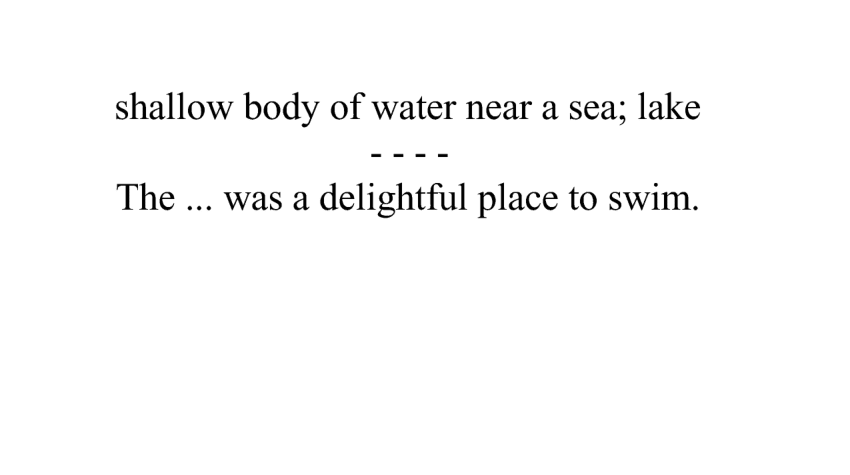 shallow body of water near a sea; lake
- - - -
The ... was a delightful place to swim.